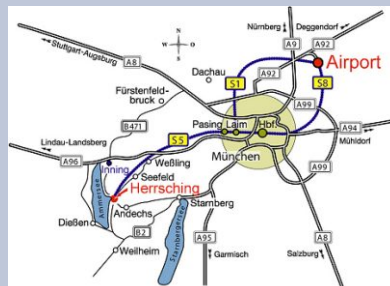 Nürnberg
Deggendorf
Stuttgart-Augsburg
A8
A9
A92
Airport
Dachau
A92
S1
S8
Fürstenfeld-
bruck
A99
B471
Pasing
Laim
Hbf.
A94
Mühldorf
Lindau-Landsberg
S5
A96
Inning
Weßling
München
A99
Seefeld
Herrsching
Ammersee
Andechs
Starnberg
Dießen
B2
Starnbergersee
Weilheim
A95
Garmisch
Salzburg
A8